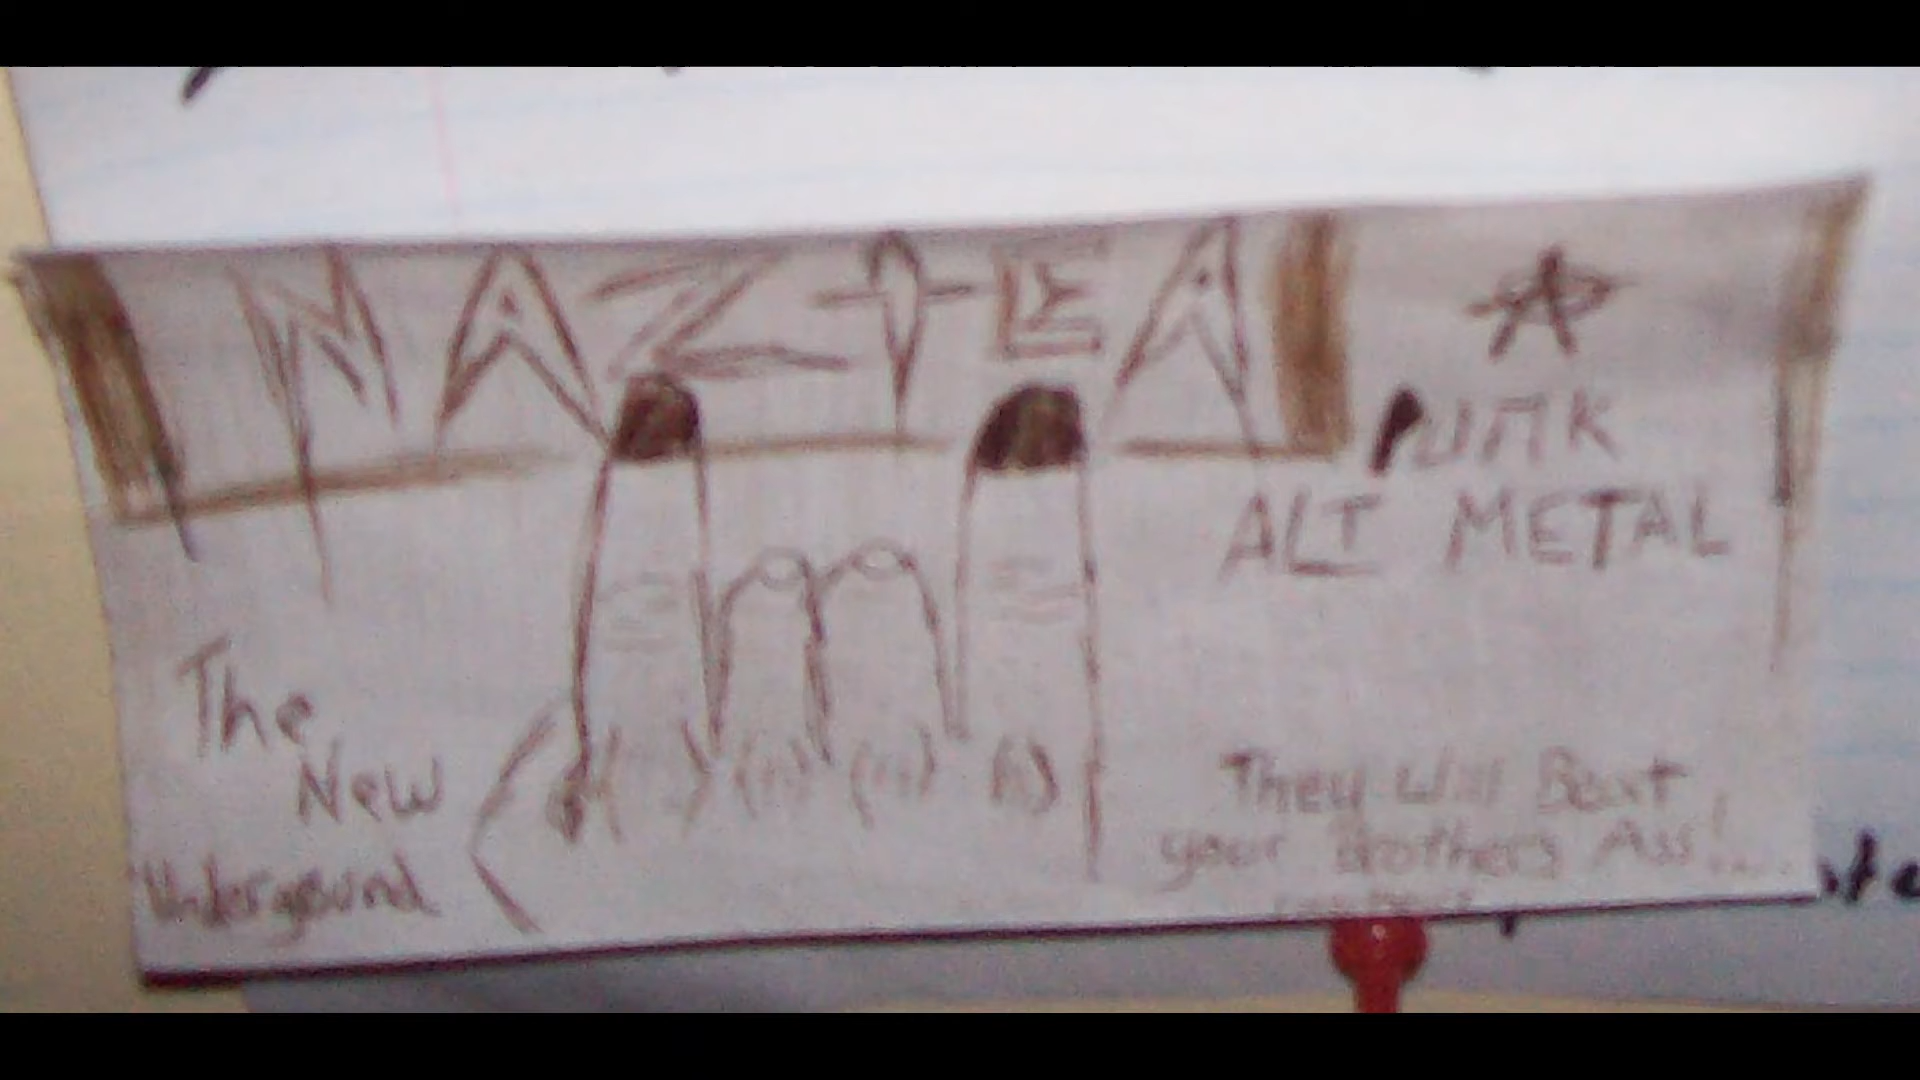 NAZTEA
PUNK
ALT METAL
The
New
Underground
They Will Beat
your Brothers Ass!...